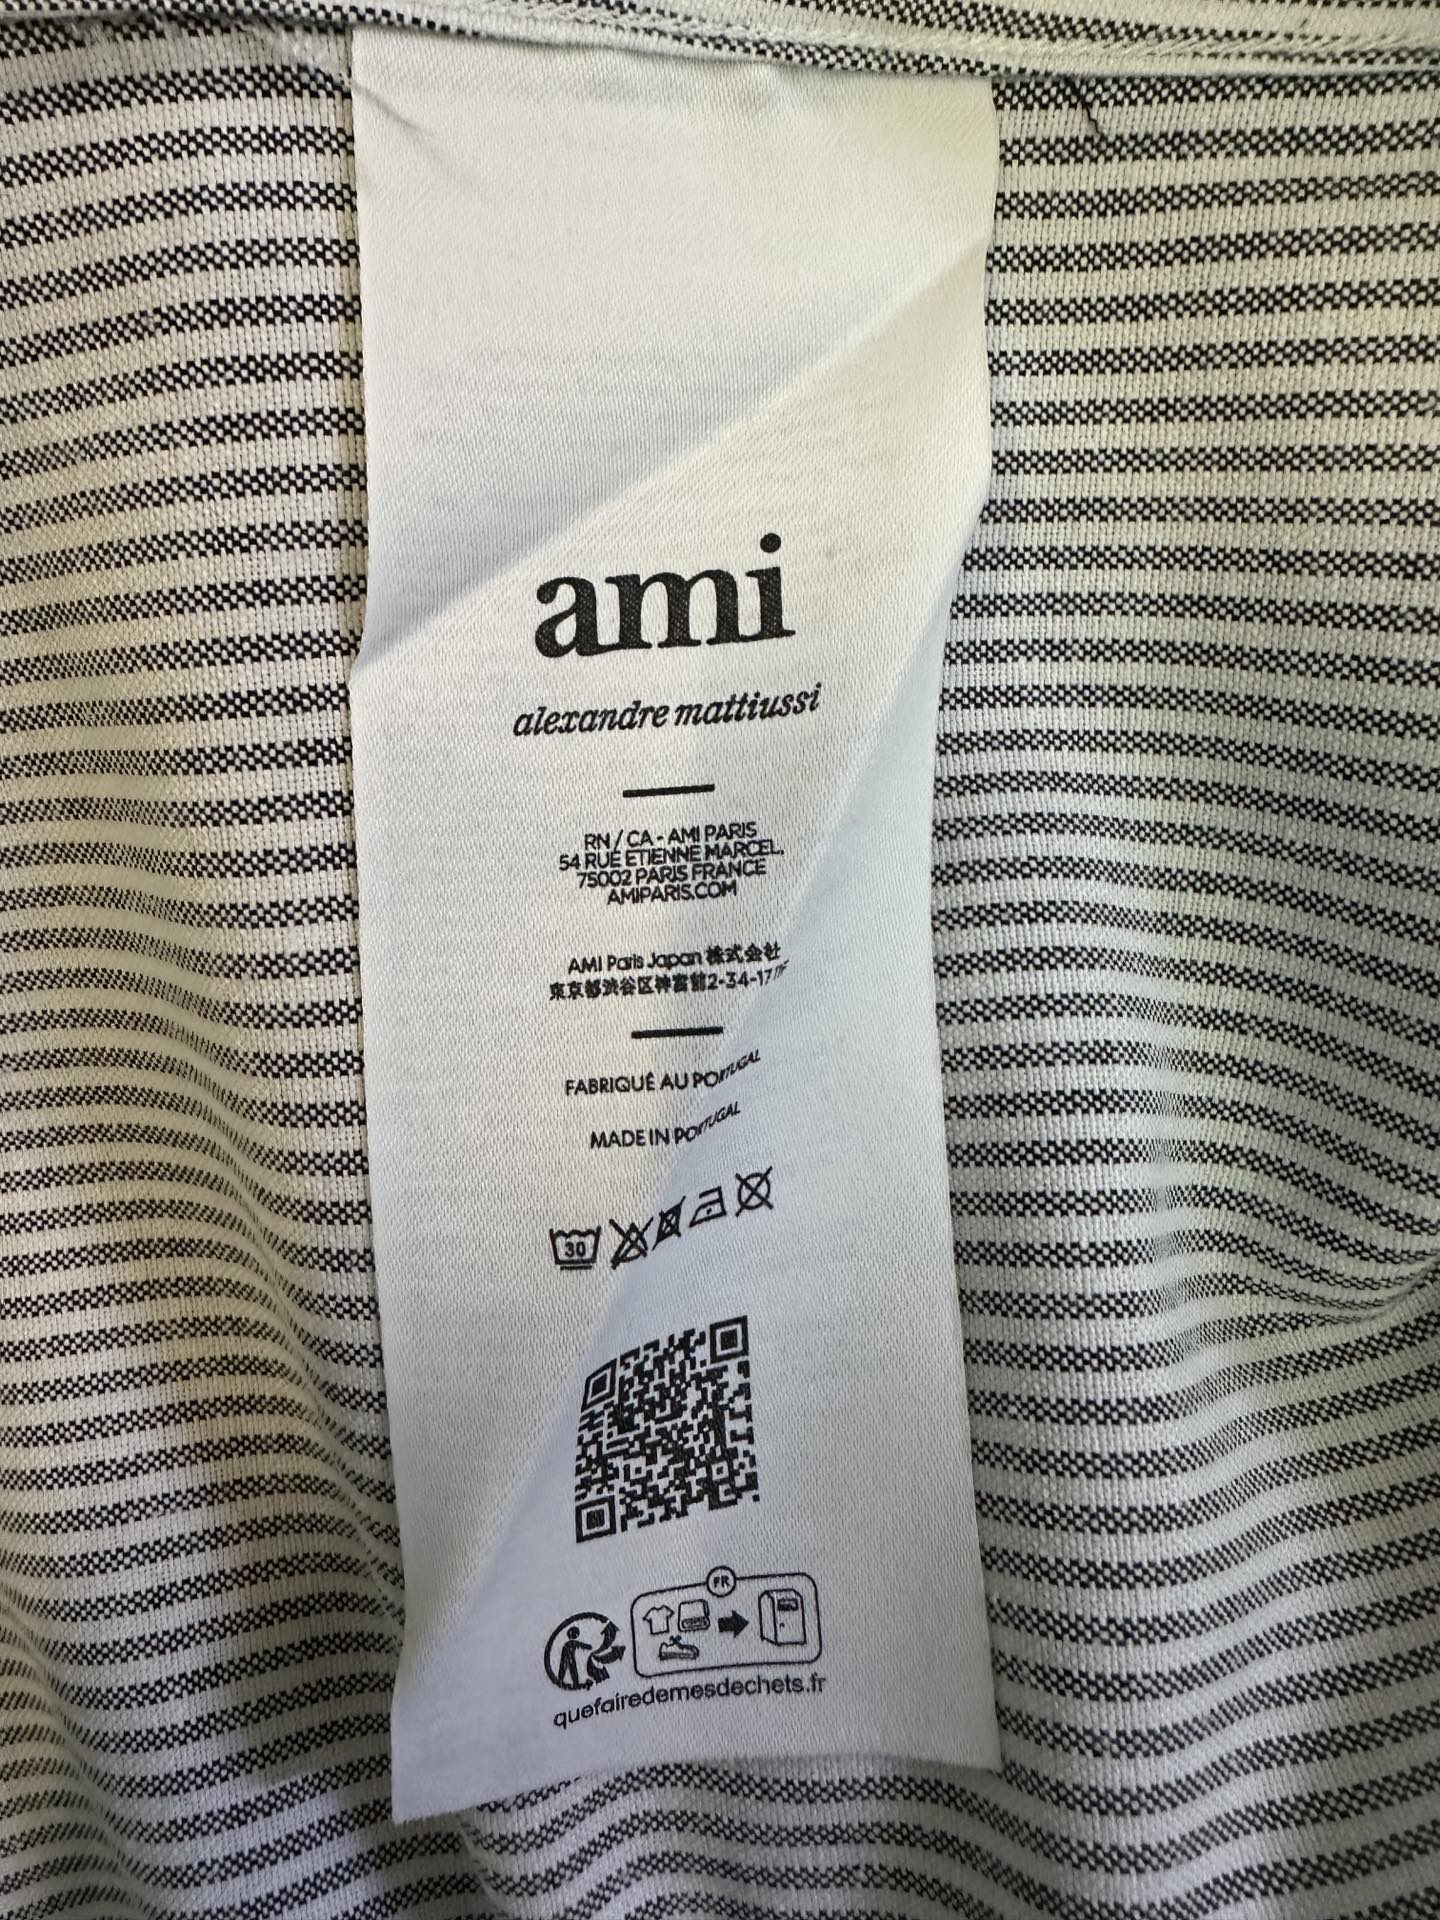 ami
alexandre mattiussi
RN / CA - AMI PARIS
54 RUE ETIENNE MARCEL,
75002 PARIS FRANCE
AMIPARIS.COM
AMI Paris Japan 株式会社
東京都渋谷区神宮前2-34-17
FABRIQUÉ AU PORTUGAL
MADE IN PORTUGAL
30
FR
quefairedemesdechets.fr